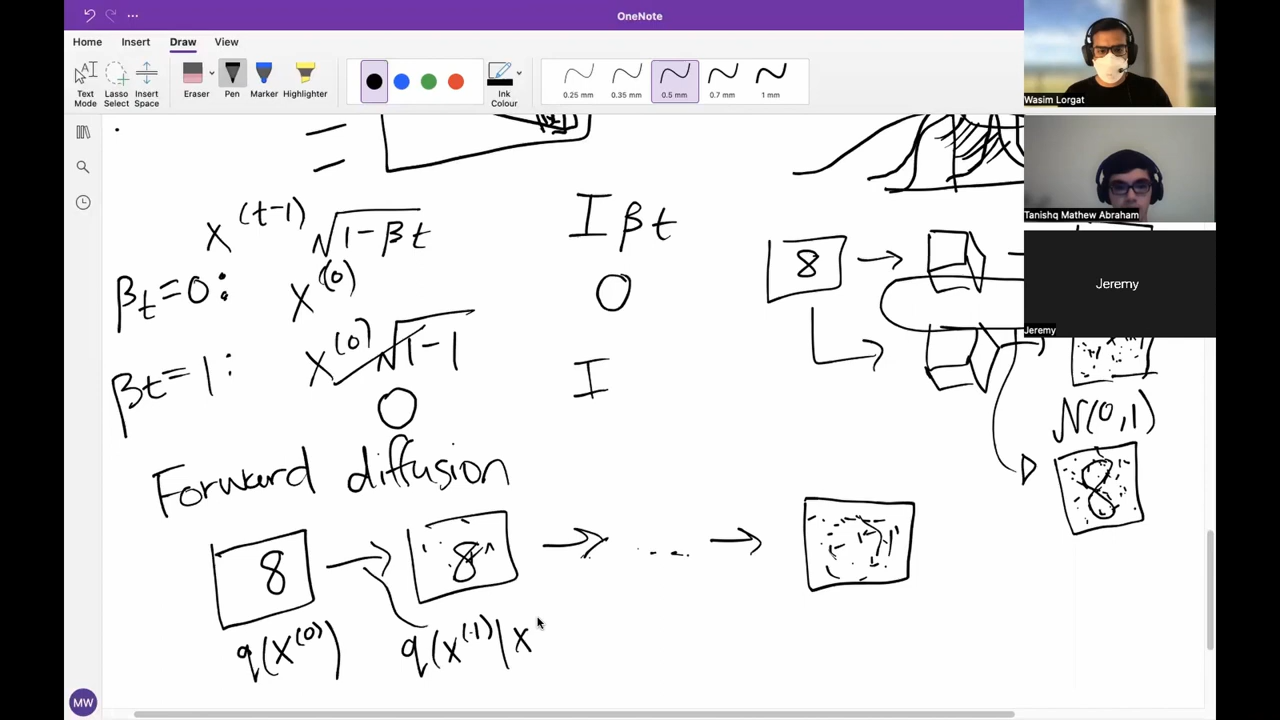 OneNote
Home Insert Draw View
Text Mode
Lasso Select
Insert Space
Eraser
Pen
Marker
Highlighter
0.25 mm
0.35 mm
0.5 mm
0.7 mm
1 mm
Ink Colour
Wasim Lorgat
Tanishq Mathew Abraham
Jeremy
Jeremy
x^(t-1) √1-βt I βt
βt=0: x^(0) 0
βt=1: x^(0) √1-1 I
0
8
N(0,1)
8
Forward diffusion
8 → 8 → .... →
q(x^(0)) q(x^(1)|x
MW